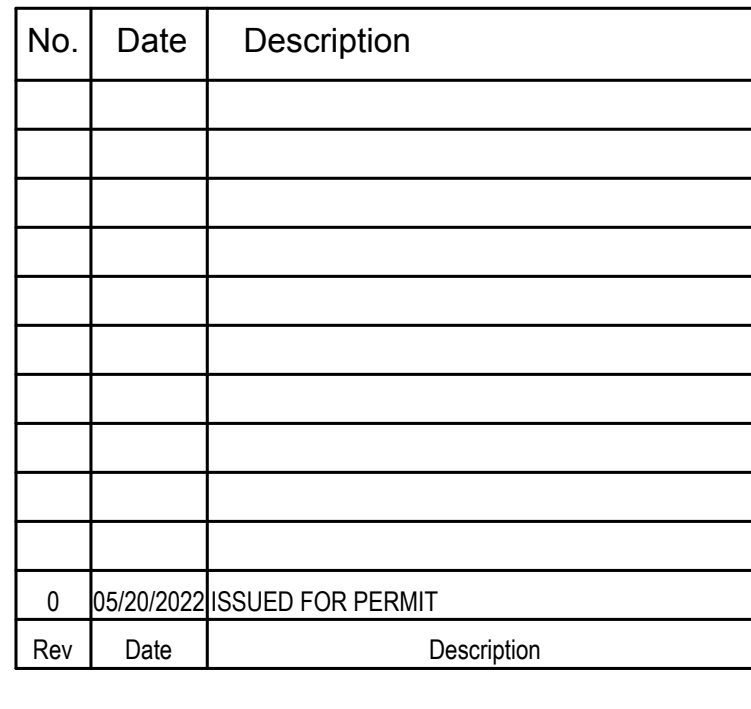 No. Date Description
0 05/20/2022 ISSUED FOR PERMIT
Rev Date Description